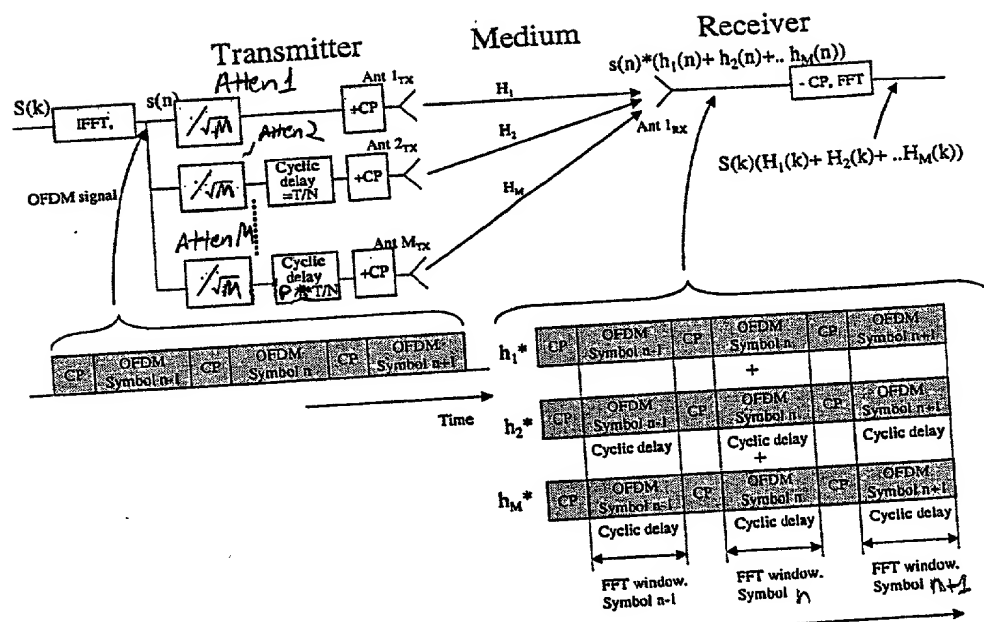 Transmitter
Medium
Receiver
Atten 1
Ant 1TX
s(n)*(h1(n)+ h2(n)+.. hM(n))
S(k)
IFFT.
s(n)
/√M
+CP
H1
- CP, FFT
Atten 2
Ant 2TX
H2
Ant 1RX
OFDM signal
/√M
Cyclic delay =T/N
+CP
S(k)(H1(k)+ H2(k)+ ..HM(k))
HM
Atten M
Ant MTX
/√M
Cyclic delay
T/N
+CP
CP OFDM Symbol n-1 CP OFDM Symbol n CP OFDM Symbol n+1
Time
h1* CP OFDM Symbol n-1 CP OFDM Symbol n CP OFDM Symbol n+1
+
h2* CP OFDM Symbol n-1 CP OFDM Symbol n CP OFDM Symbol n+1
Cyclic delay Cyclic delay Cyclic delay
+
hM* CP OFDM Symbol n-1 CP OFDM Symbol n CP OFDM Symbol n+1
Cyclic delay Cyclic delay Cyclic delay
FFT window. FFT window. FFT window.
Symbol n-1 Symbol n Symbol n+1